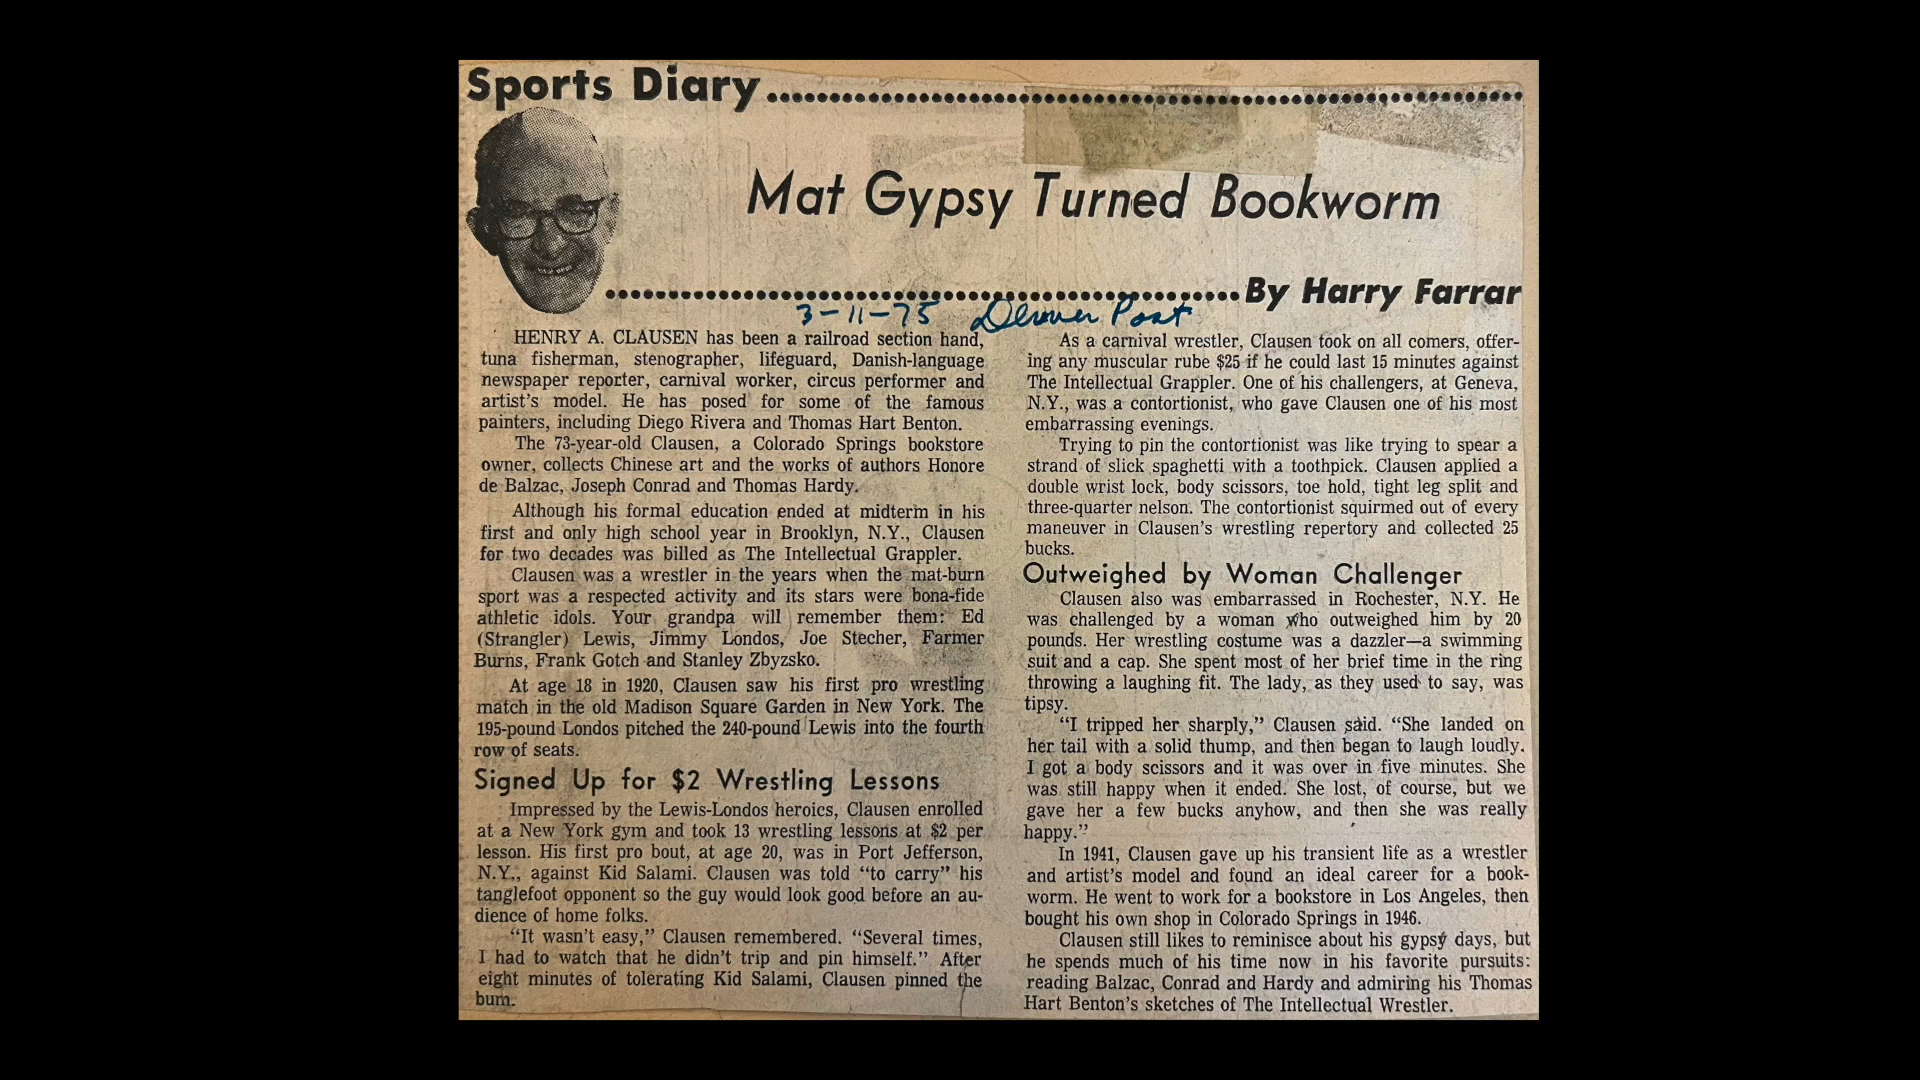 Sports Diary
Mat Gypsy Turned Bookworm
By Harry Farrar
3-11-75 Denver Post
HENRY A. CLAUSEN has been a railroad section hand,
tuna fisherman, stenographer, lifeguard, Danish-language
newspaper reporter, carnival worker, circus performer and
artist's model. He has posed for some of the famous
painters, including Diego Rivera and Thomas Hart Benton.
The 73-year-old Clausen, a Colorado Springs bookstore
owner, collects Chinese art and the works of authors Honore
de Balzac, Joseph Conrad and Thomas Hardy.
Although his formal education ended at midterm in his
first and only high school year in Brooklyn, N.Y., Clausen
for two decades was billed as The Intellectual Grappler.
Clausen was a wrestler in the years when the mat-burn
sport was a respected activity and its stars were bona-fide
athletic idols. Your grandpa will remember them: Ed
(Strangler) Lewis, Jimmy Londos, Joe Stecher, Farmer
Burns, Frank Gotch and Stanley Zbyzsko.
At age 18 in 1920, Clausen saw his first pro wrestling
match in the old Madison Square Garden in New York. The
195-pound Londos pitched the 240-pound Lewis into the fourth
row of seats.
Signed Up for $2 Wrestling Lessons
Impressed by the Lewis-Londos heroics, Clausen enrolled
at a New York gym and took 13 wrestling lessons at $2 per
lesson. His first pro bout, at age 20, was in Port Jefferson,
N.Y., against Kid Salami. Clausen was told "to carry" his
tanglefoot opponent so the guy would look good before an au-
dience of home folks.
"It wasn't easy," Clausen remembered. "Several times,
I had to watch that he didn't trip and pin himself." After
eight minutes of tolerating Kid Salami, Clausen pinned the
bum.
As a carnival wrestler, Clausen took on all comers, offer-
ing any muscular rube $25 if he could last 15 minutes against
The Intellectual Grappler. One of his challengers, at Geneva,
N.Y., was a contortionist, who gave Clausen one of his most
embarrassing evenings.
Trying to pin the contortionist was like trying to spear a
strand of slick spaghetti with a toothpick. Clausen applied a
double wrist lock, body scissors, toe hold, tight leg split and
three-quarter nelson. The contortionist squirmed out of every
maneuver in Clausen's wrestling repertory and collected 25
bucks.
Outweighed by Woman Challenger
Clausen also was embarrassed in Rochester, N.Y. He
was challenged by a woman who outweighed him by 20
pounds. Her wrestling costume was a dazzler—a swimming
suit and a cap. She spent most of her brief time in the ring
throwing a laughing fit. The lady, as they used to say, was
tipsy.
"I tripped her sharply," Clausen said. "She landed on
her tail with a solid thump, and then began to laugh loudly.
I got a body scissors and it was over in five minutes. She
was still happy when it ended. She lost, of course, but we
gave her a few bucks anyhow, and then she was really
happy."
In 1941, Clausen gave up his transient life as a wrestler
and artist's model and found an ideal career for a book-
worm. He went to work for a bookstore in Los Angeles, then
bought his own shop in Colorado Springs in 1946.
Clausen still likes to reminisce about his gypsy days, but
he spends much of his time now in his favorite pursuits:
reading Balzac, Conrad and Hardy and admiring his Thomas
Hart Benton's sketches of The Intellectual Wrestler.